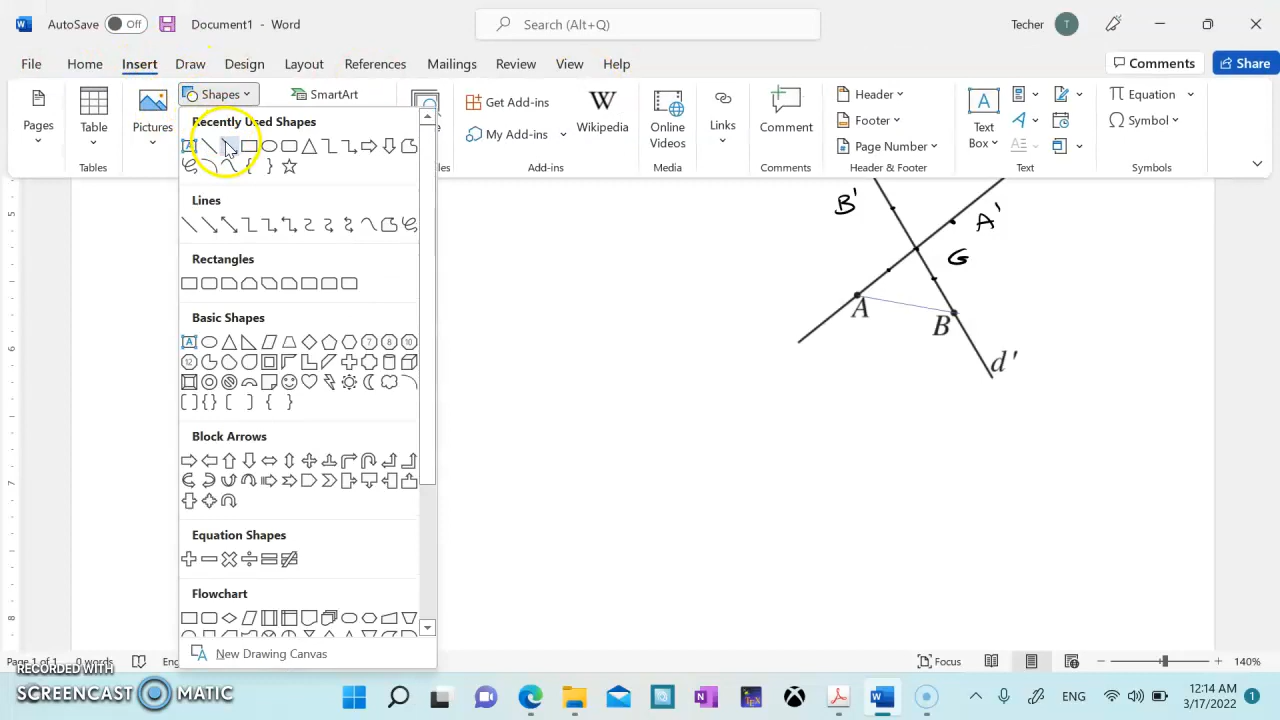 AutoSave Off Document1 - Word Search (Alt+Q) Techer T
File Home Insert Draw Design Layout References Mailings Review View Help Comments Share
Pages
Table
Tables
Pictures
Shapes
SmartArt
Get Add-ins
My Add-ins
Wikipedia
Add-ins
Online
Videos
Media
Links
Comment
Comments
Header
Footer
Page Number
Header & Footer
Text
Box
Text
Equation
Symbol
Symbols
Recently Used Shapes
Lines
Rectangles
Basic Shapes
Block Arrows
Equation Shapes
Flowchart
New Drawing Canvas
B'
A'
G
A
B
d'
5
6
7
8
Page 1 of 1 0 words Focus 140%
RECORDED WITH
SCREENCAST MATIC
ENG 12:14 AM
3/17/2022